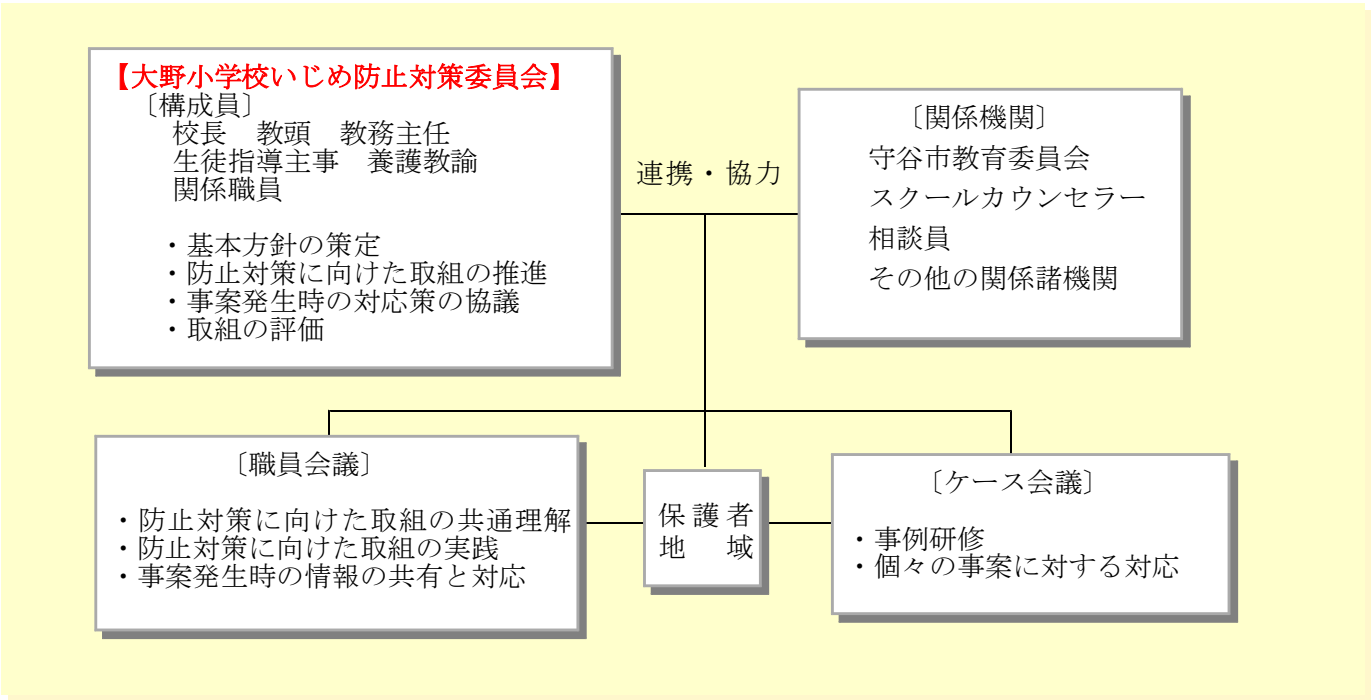 【大野小学校いじめ防止対策委員会】
〔構成員〕
校長　教頭　教務主任
生徒指導主事　養護教諭
関係職員
・基本方針の策定
・防止対策に向けた取組の推進
・事案発生時の対応策の協議
・取組の評価
連携・協力
〔関係機関〕
守谷市教育委員会
スクールカウンセラー
相談員
その他の関係諸機関
〔職員会議〕
・防止対策に向けた取組の共通理解
・防止対策に向けた取組の実践
・事案発生時の情報の共有と対応
保護者
地　域
〔ケース会議〕
・事例研修
・個々の事案に対する対応